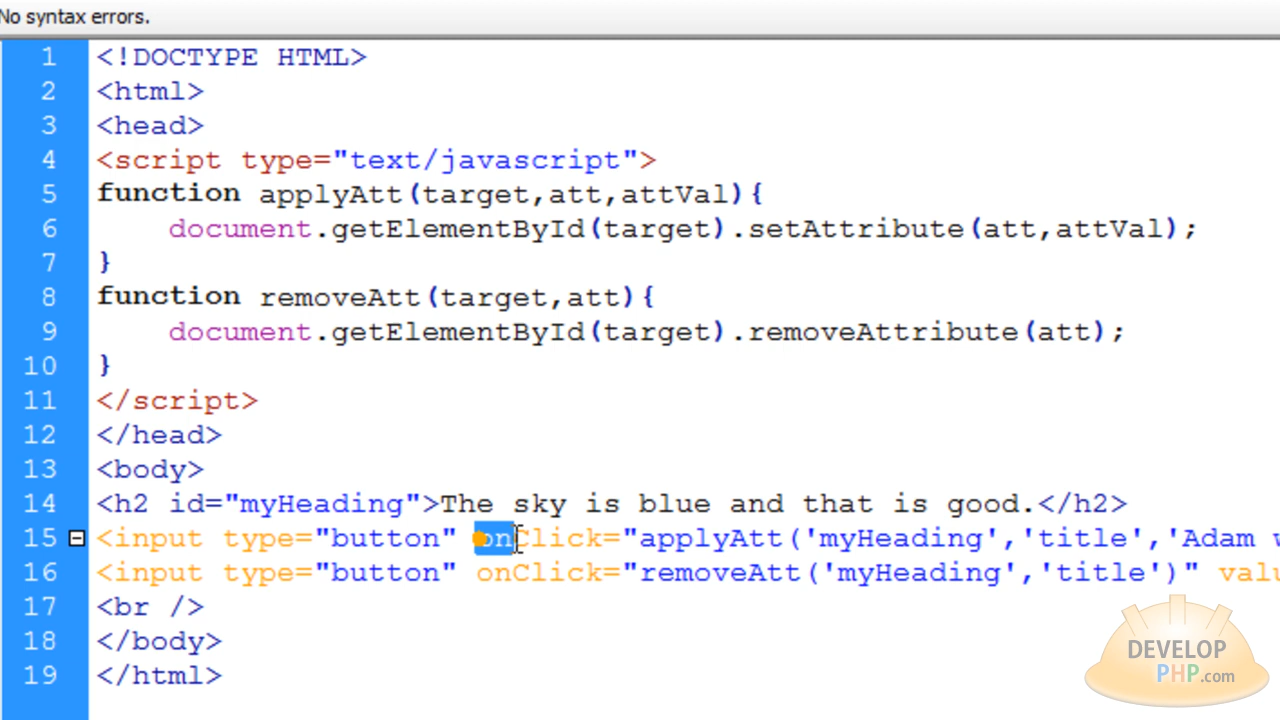 No syntax errors.
1 <!DOCTYPE HTML>
2 <html>
3 <head>
4 <script type="text/javascript">
5 function applyAtt(target,att,attVal){
6 document.getElementById(target).setAttribute(att,attVal);
7 }
8 function removeAtt(target,att){
9 document.getElementById(target).removeAttribute(att);
10 }
11 </script>
12 </head>
13 <body>
14 <h2 id="myHeading">The sky is blue and that is good.</h2>
15 <input type="button" onClick="applyAtt('myHeading','title','Adam
16 <input type="button" onClick="removeAtt('myHeading','title')"
17 <br />
18 </body>
19 </html>
DEVELOP
PHP.com